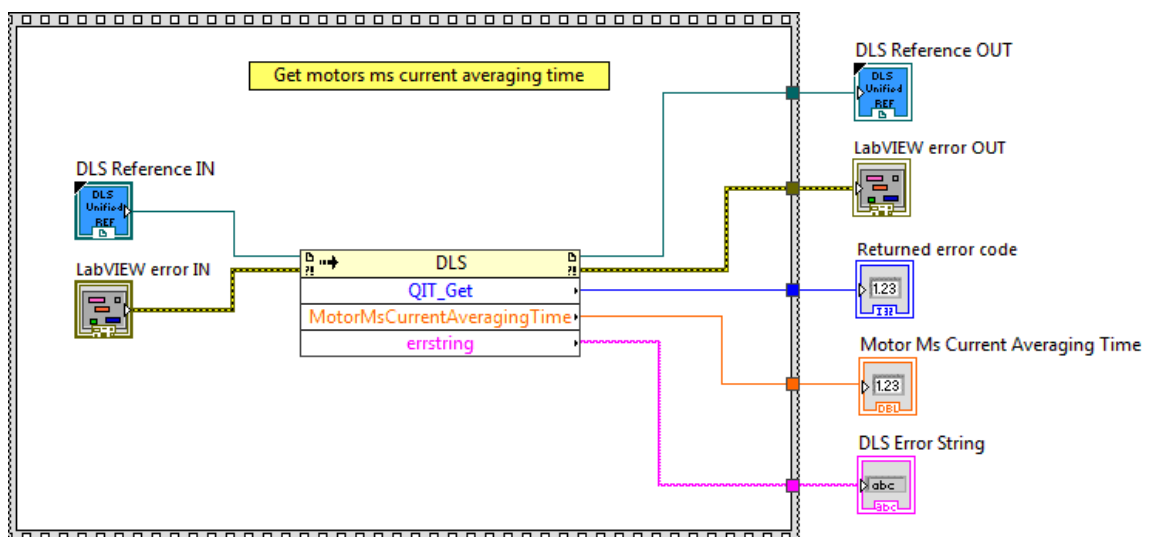 DLS Reference OUT
Get motors ms current averaging time
DLS
Unified
REF
LabVIEW error OUT
DLS Reference IN
DLS
Unified
REF
LabVIEW error IN
?! DLS ?!
QIT_Get
MotorMsCurrentAveragingTime
errstring
Returned error code
1.23
I32
Motor Ms Current Averaging Time
1.23
DBL
DLS Error String
abc
abc